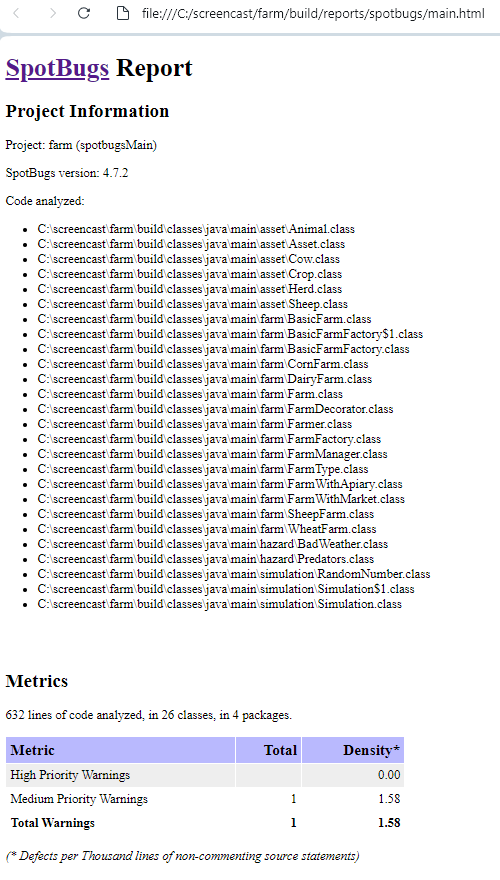 file:///C:/screencast/farm/build/reports/spotbugs/main.html
SpotBugs Report
Project Information
Project: farm (spotbugsMain)
SpotBugs version: 4.7.2
Code analyzed:
C:\screencast\farm\build\classes\java\main\asset\Animal.class
C:\screencast\farm\build\classes\java\main\asset\Asset.class
C:\screencast\farm\build\classes\java\main\asset\Cow.class
C:\screencast\farm\build\classes\java\main\asset\Crop.class
C:\screencast\farm\build\classes\java\main\asset\Herd.class
C:\screencast\farm\build\classes\java\main\asset\Sheep.class
C:\screencast\farm\build\classes\java\main\farm\BasicFarm.class
C:\screencast\farm\build\classes\java\main\farm\BasicFarmFactory$1.class
C:\screencast\farm\build\classes\java\main\farm\BasicFarmFactory.class
C:\screencast\farm\build\classes\java\main\farm\CornFarm.class
C:\screencast\farm\build\classes\java\main\farm\DairyFarm.class
C:\screencast\farm\build\classes\java\main\farm\Farm.class
C:\screencast\farm\build\classes\java\main\farm\FarmDecorator.class
C:\screencast\farm\build\classes\java\main\farm\Farmer.class
C:\screencast\farm\build\classes\java\main\farm\FarmFactory.class
C:\screencast\farm\build\classes\java\main\farm\FarmManager.class
C:\screencast\farm\build\classes\java\main\farm\FarmType.class
C:\screencast\farm\build\classes\java\main\farm\FarmWithApiary.class
C:\screencast\farm\build\classes\java\main\farm\FarmWithMarket.class
C:\screencast\farm\build\classes\java\main\farm\SheepFarm.class
C:\screencast\farm\build\classes\java\main\farm\WheatFarm.class
C:\screencast\farm\build\classes\java\main\hazard\BadWeather.class
C:\screencast\farm\build\classes\java\main\hazard\Predators.class
C:\screencast\farm\build\classes\java\main\simulation\RandomNumber.class
C:\screencast\farm\build\classes\java\main\simulation\Simulation$1.class
C:\screencast\farm\build\classes\java\main\simulation\Simulation.class
Metrics
632 lines of code analyzed, in 26 classes, in 4 packages.
Metric Total Density*
High Priority Warnings 0.00
Medium Priority Warnings 1 1.58
Total Warnings 1 1.58
(* Defects per Thousand lines of non-commenting source statements)